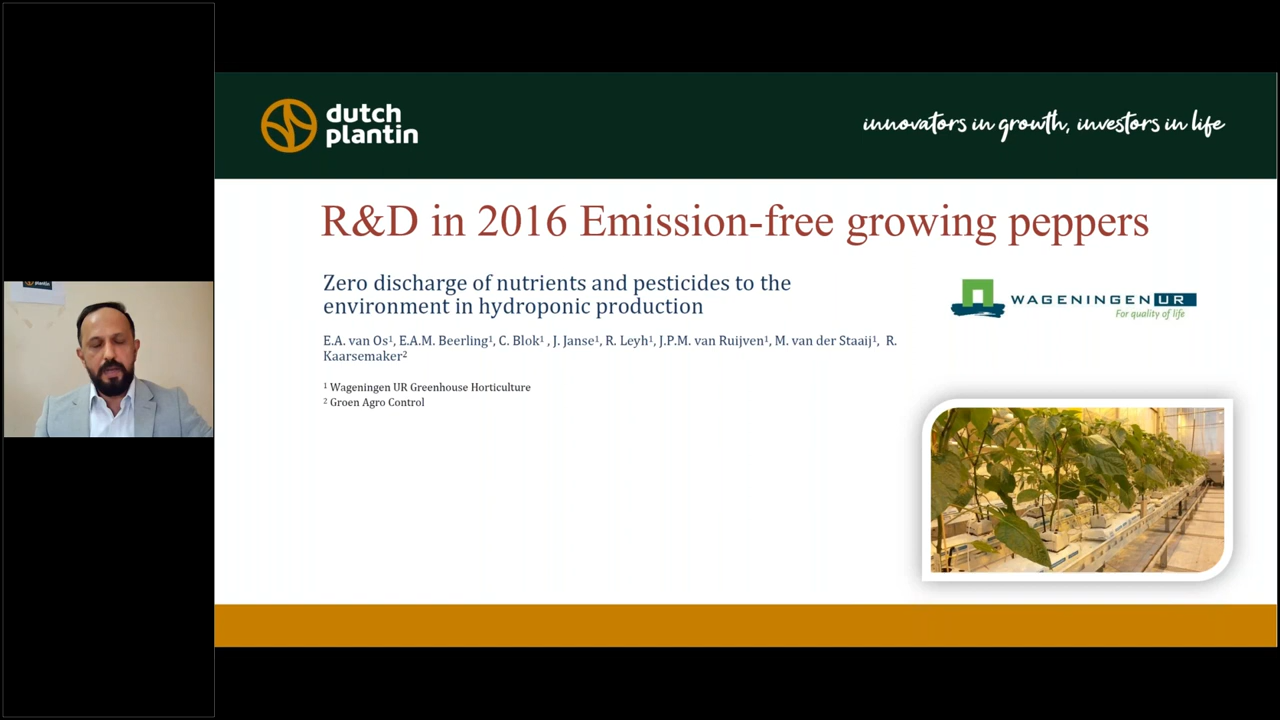 dutch
plantin
innovators in growth, investors in life
R&D in 2016 Emission-free growing peppers
Zero discharge of nutrients and pesticides to the
environment in hydroponic production
WAGENINGEN UR
For quality of life
E.A. van Os¹, E.A.M. Beerling¹, C. Blok¹ , J. Janse¹, R. Leyh¹, J.P.M. van Ruijven¹, M. van der Staaij¹, R.
Kaarsemaker²
¹ Wageningen UR Greenhouse Horticulture
² Groen Agro Control
plantin